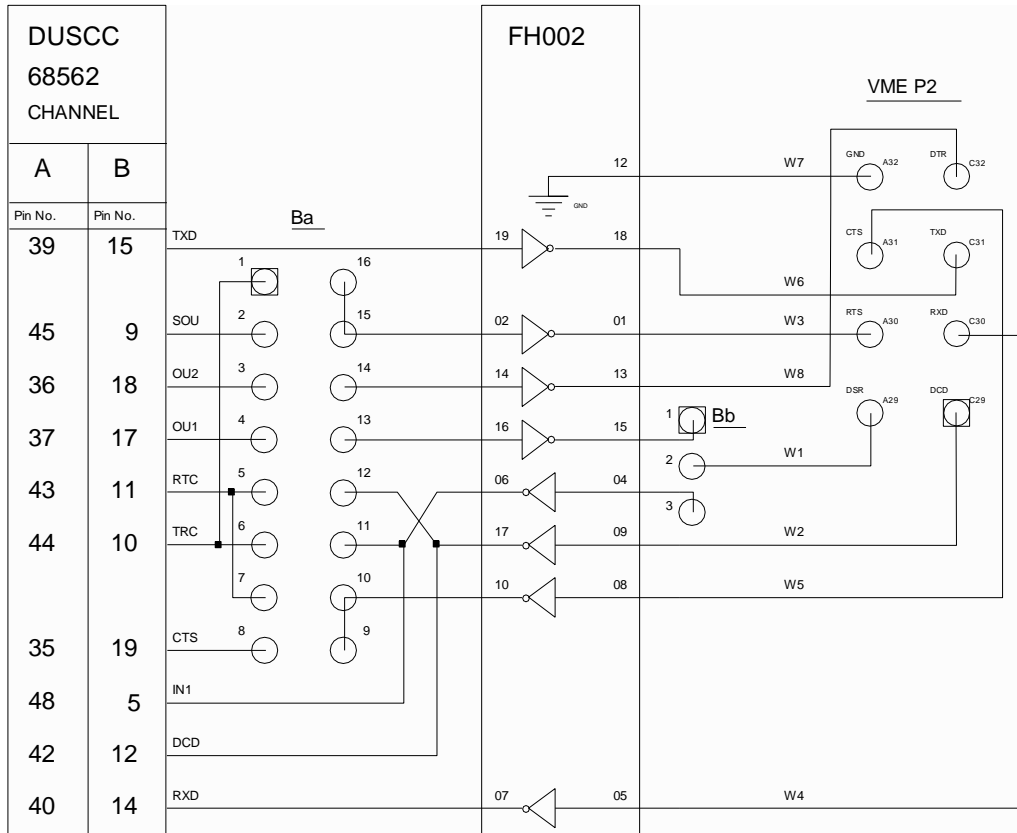 DUSCC
68562
CHANNEL
FH002
VME P2
A B
12 W7 GND A32 DTR C32
Pin No. Pin No.
Ba
GND
39 15 TXD 19 18 CTS A31 TXD C31
1 16
W6
45 9 SOU 2 15 02 01 W3 RTS A30 RXD C30
36 18 OU2 3 14 14 13 W8
DSR A29 DCD C29
37 17 OU1 4 13 16 15 1 Bb
2 W1
43 11 RTC 5 12 06 04
3
44 10 TRC 6 11 17 09 W2
7 10 10 08 W5
35 19 CTS 8 9
48 5 IN1
42 12 DCD
40 14 RXD 07 05 W4